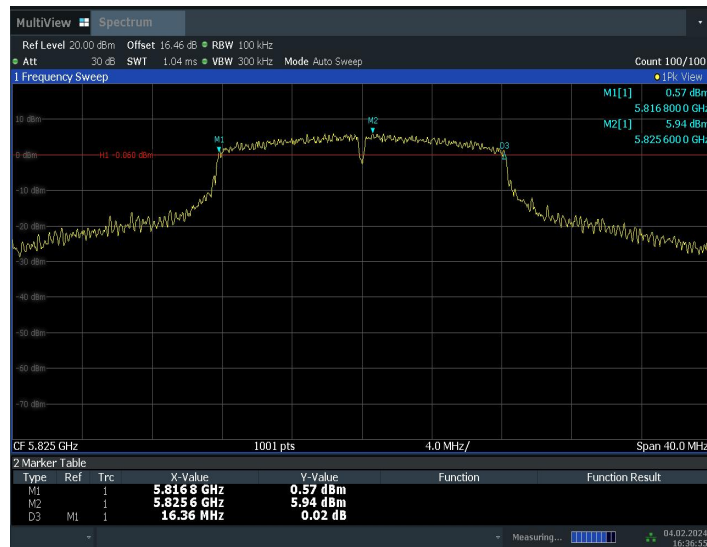 MultiView Spectrum
Ref Level 20.00 dBm Offset 16.46 dB RBW 100 kHz
Att 30 dB SWT 1.04 ms VBW 300 kHz Mode Auto Sweep Count 100/100
1 Frequency Sweep 1Pk View
M1[1] 0.57 dBm
5.816 800 0 GHz
M2[1] 5.94 dBm
5.825 600 0 GHz
10 dBm
M2
M1
D3
0 dBm
H1 -0.060 dBm
-10 dBm
-20 dBm
-30 dBm
-40 dBm
-50 dBm
-60 dBm
-70 dBm
CF 5.825 GHz 1001 pts 4.0 MHz/ Span 40.0 MHz
2 Marker Table
Type Ref Trc X-Value Y-Value Function Function Result
M1 1 5.816 8 GHz 0.57 dBm
M2 1 5.825 6 GHz 5.94 dBm
D3 M1 1 16.36 MHz 0.02 dB
Measuring... 04.02.2024
16:36:55